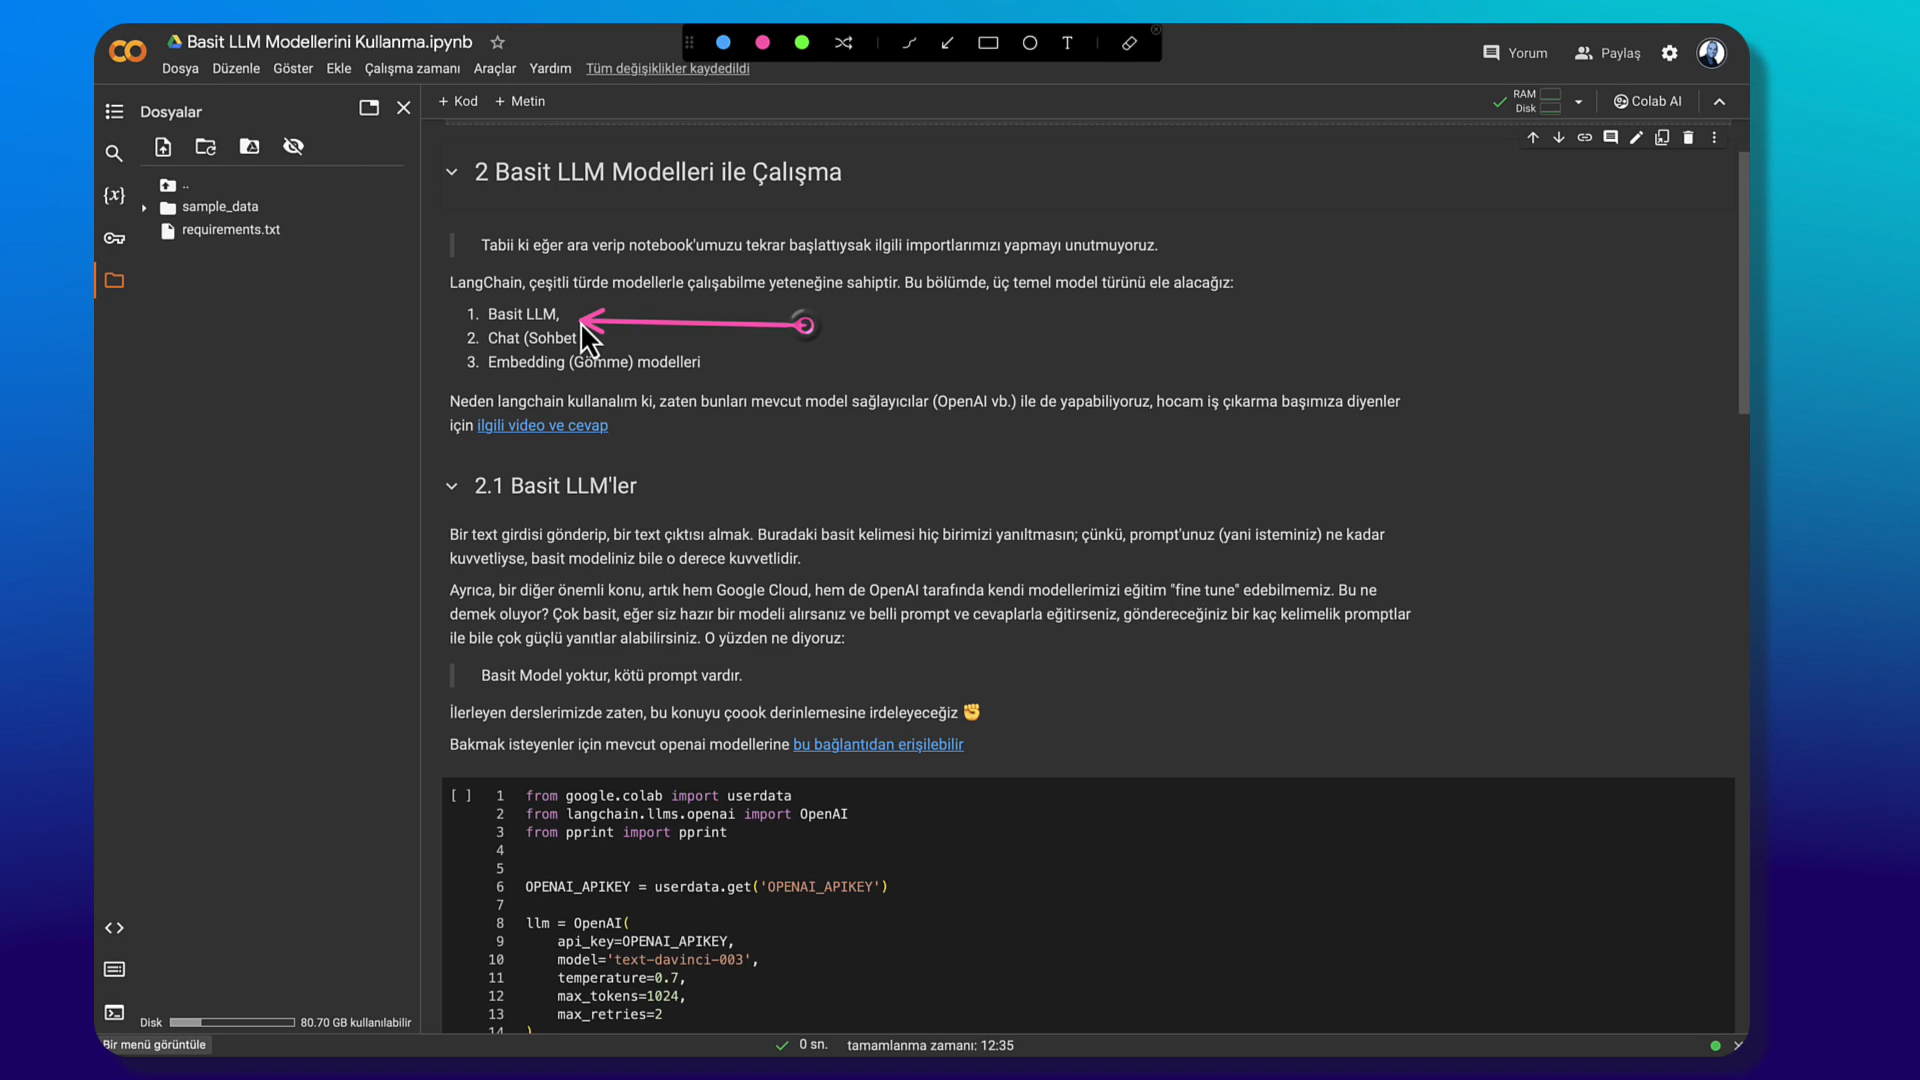 Basit LLM Modellerini Kullanma.ipynb
Dosya Düzenle Göster Ekle Çalışma zamanı Araçlar Yardım Tüm değişiklikler kaydedildi
T
Yorum Paylaş
Dosyalar
+ Kod + Metin
RAM
Disk
Colab AI
..
sample_data
requirements.txt
{x}
2 Basit LLM Modelleri ile Çalışma
Tabii ki eğer ara verip notebook'umuzu tekrar başlattıysak ilgili importlarımızı yapmayı unutmuyoruz.
LangChain, çeşitli türde modellerle çalışabilme yeteneğine sahiptir. Bu bölümde, üç temel model türünü ele alacağız:
1. Basit LLM,
2. Chat (Sohbet
3. Embedding (Gömme) modelleri
Neden langchain kullanalım ki, zaten bunları mevcut model sağlayıcılar (OpenAI vb.) ile de yapabiliyoruz, hocam iş çıkarma başımıza diyenler
için ilgili video ve cevap
2.1 Basit LLM'ler
Bir text girdisi gönderip, bir text çıktısı almak. Buradaki basit kelimesi hiç birimizi yanıltmasın; çünkü, prompt'unuz (yani isteminiz) ne kadar
kuvvetliyse, basit modeliniz bile o derece kuvvetlidir.
Ayrıca, bir diğer önemli konu, artık hem Google Cloud, hem de OpenAI tarafında kendi modellerimizi eğitim "fine tune" edebilmemiz. Bu ne
demek oluyor? Çok basit, eğer siz hazır bir modeli alırsanız ve belli prompt ve cevaplarla eğitirseniz, göndereceğiniz bir kaç kelimelik promptlar
ile bile çok güçlü yanıtlar alabilirsiniz. O yüzden ne diyoruz:
Basit Model yoktur, kötü prompt vardır.
İlerleyen derslerimizde zaten, bu konuyu çoook derinlemesine irdeleyeceğiz ✊
Bakmak isteyenler için mevcut openai modellerine bu bağlantıdan erişilebilir
[ ] 1 from google.colab import userdata
2 from langchain.llms.openai import OpenAI
3 from pprint import pprint
4
5
6 OPENAI_APIKEY = userdata.get('OPENAI_APIKEY')
7
8 llm = OpenAI(
9 api_key=OPENAI_APIKEY,
10 model='text-davinci-003',
11 temperature=0.7,
12 max_tokens=1024,
13 max_retries=2
14 )
Disk 80.70 GB kullanılabilir
Bir menü görüntüle
0 sn. tamamlanma zamanı: 12:35